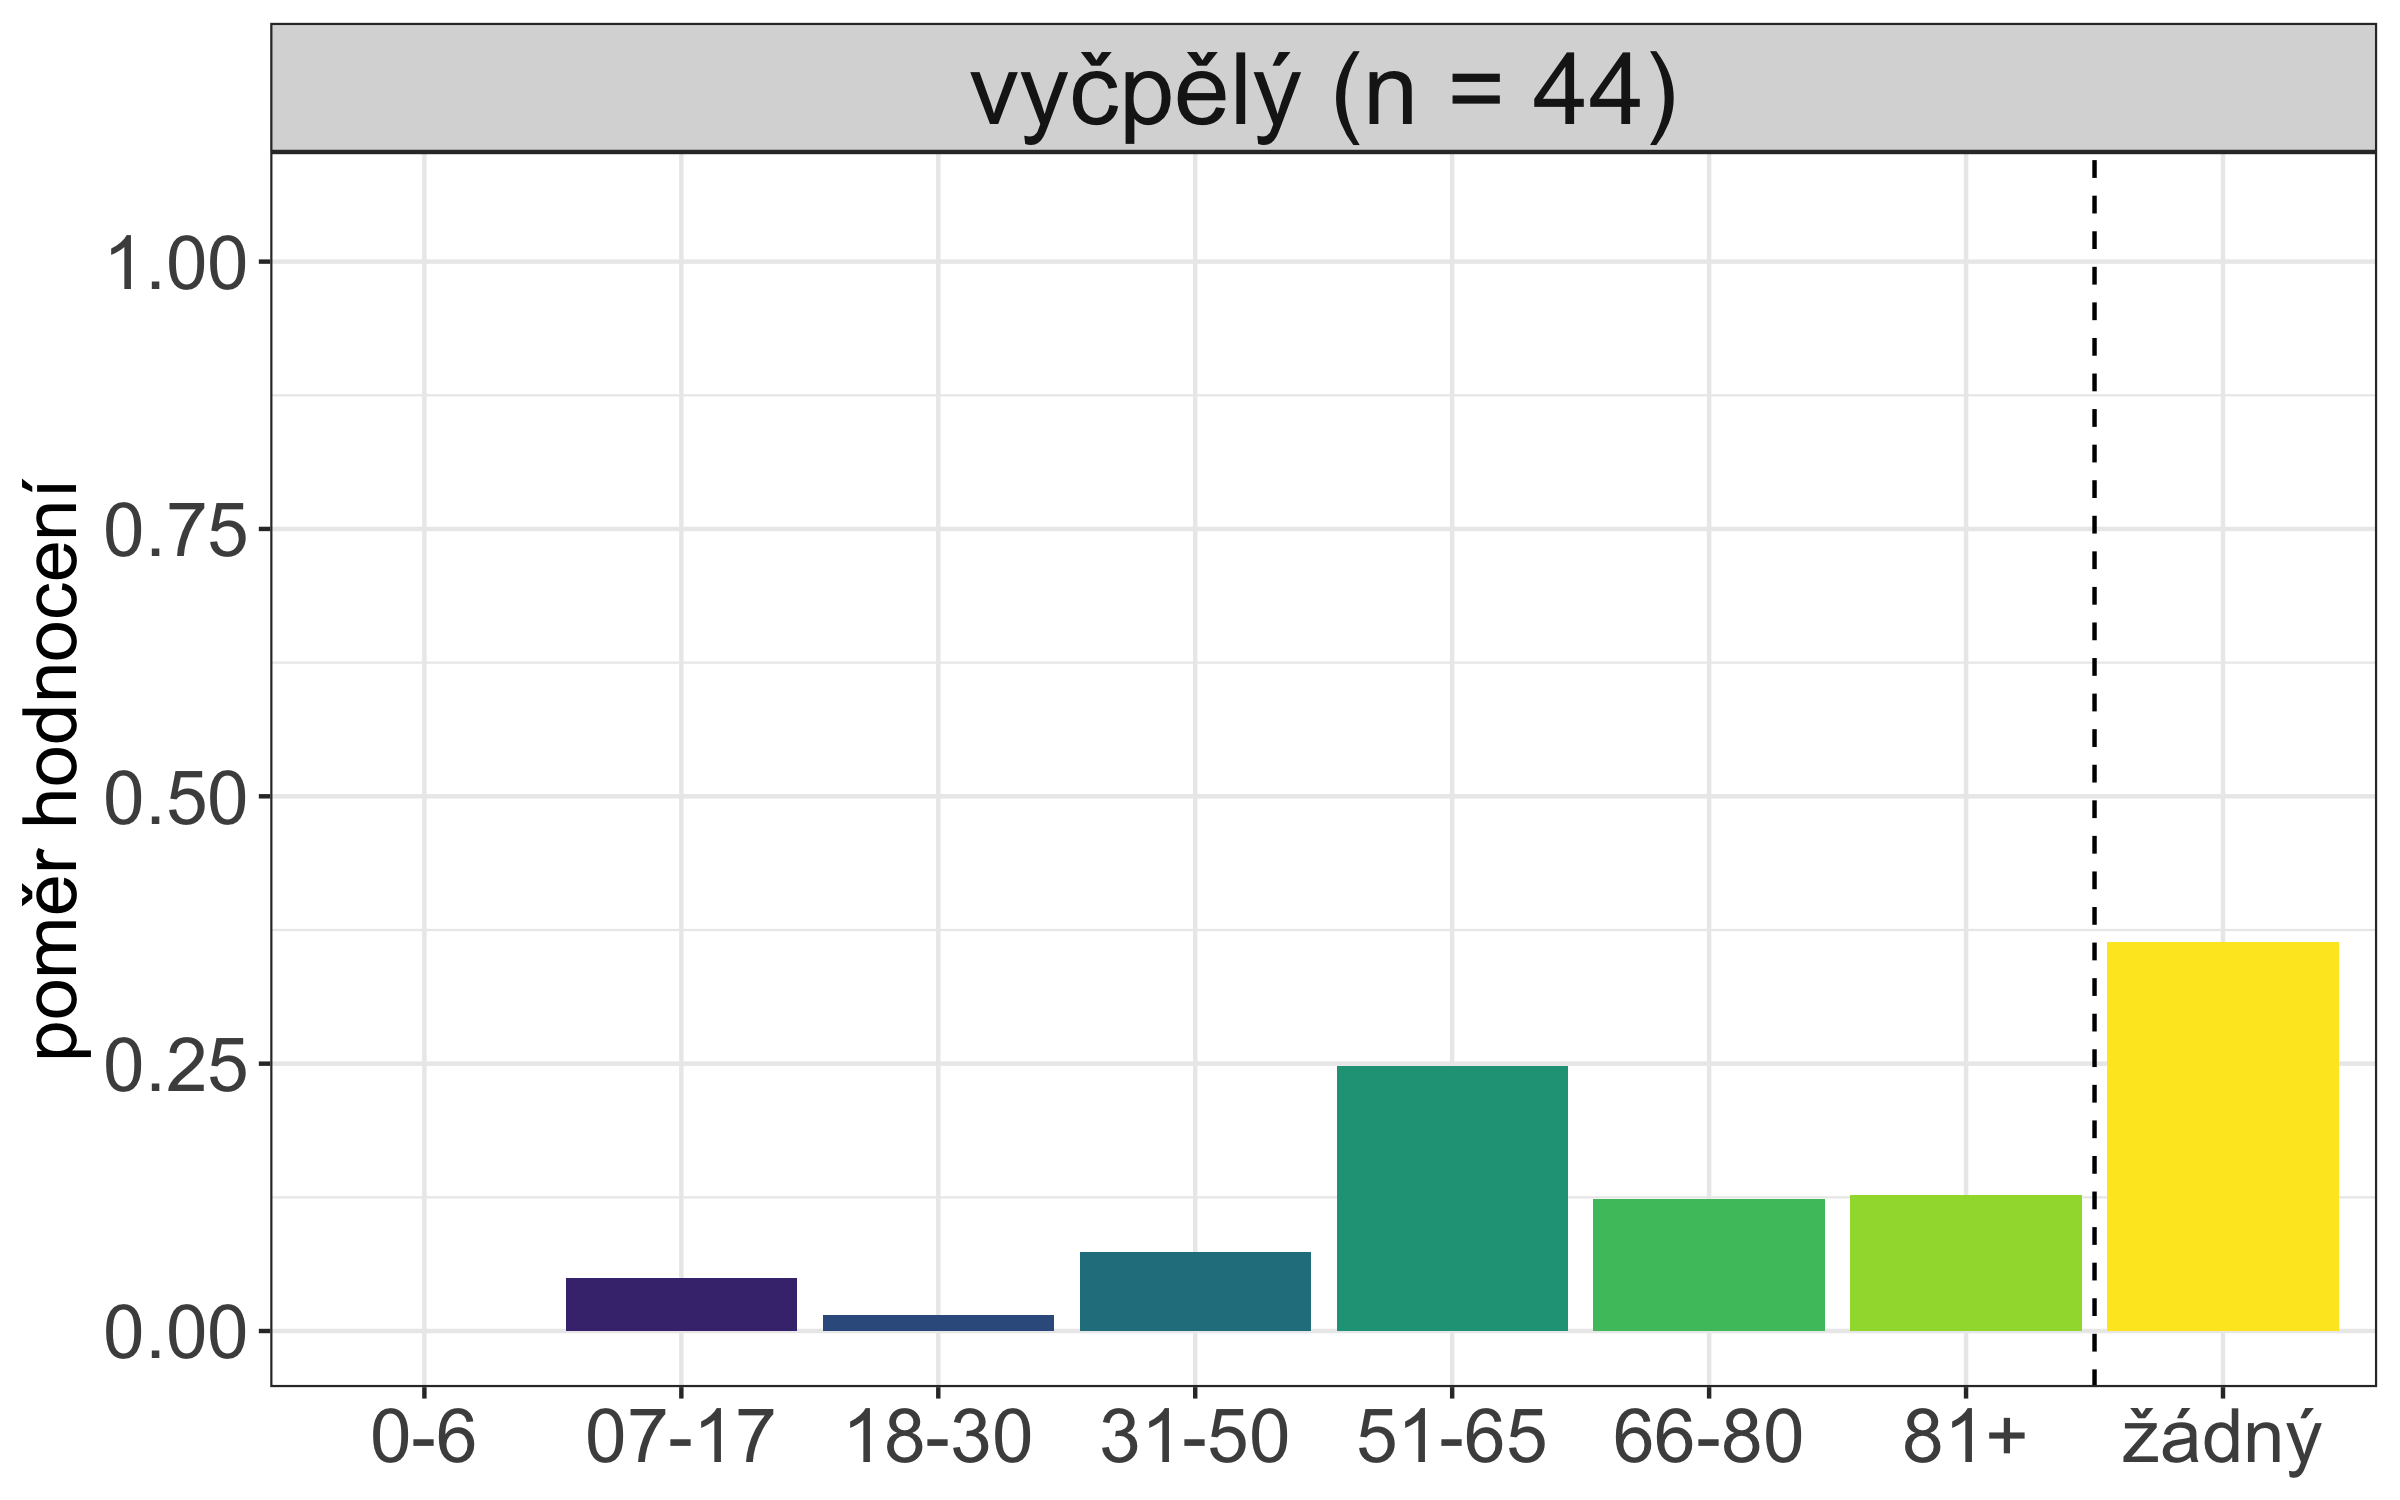 vyčpělý (n = 44)
poměr hodnocení
1.00
0.75
0.50
0.25
0.00
0-6 07-17 18-30 31-50 51-65 66-80 81+ žádný